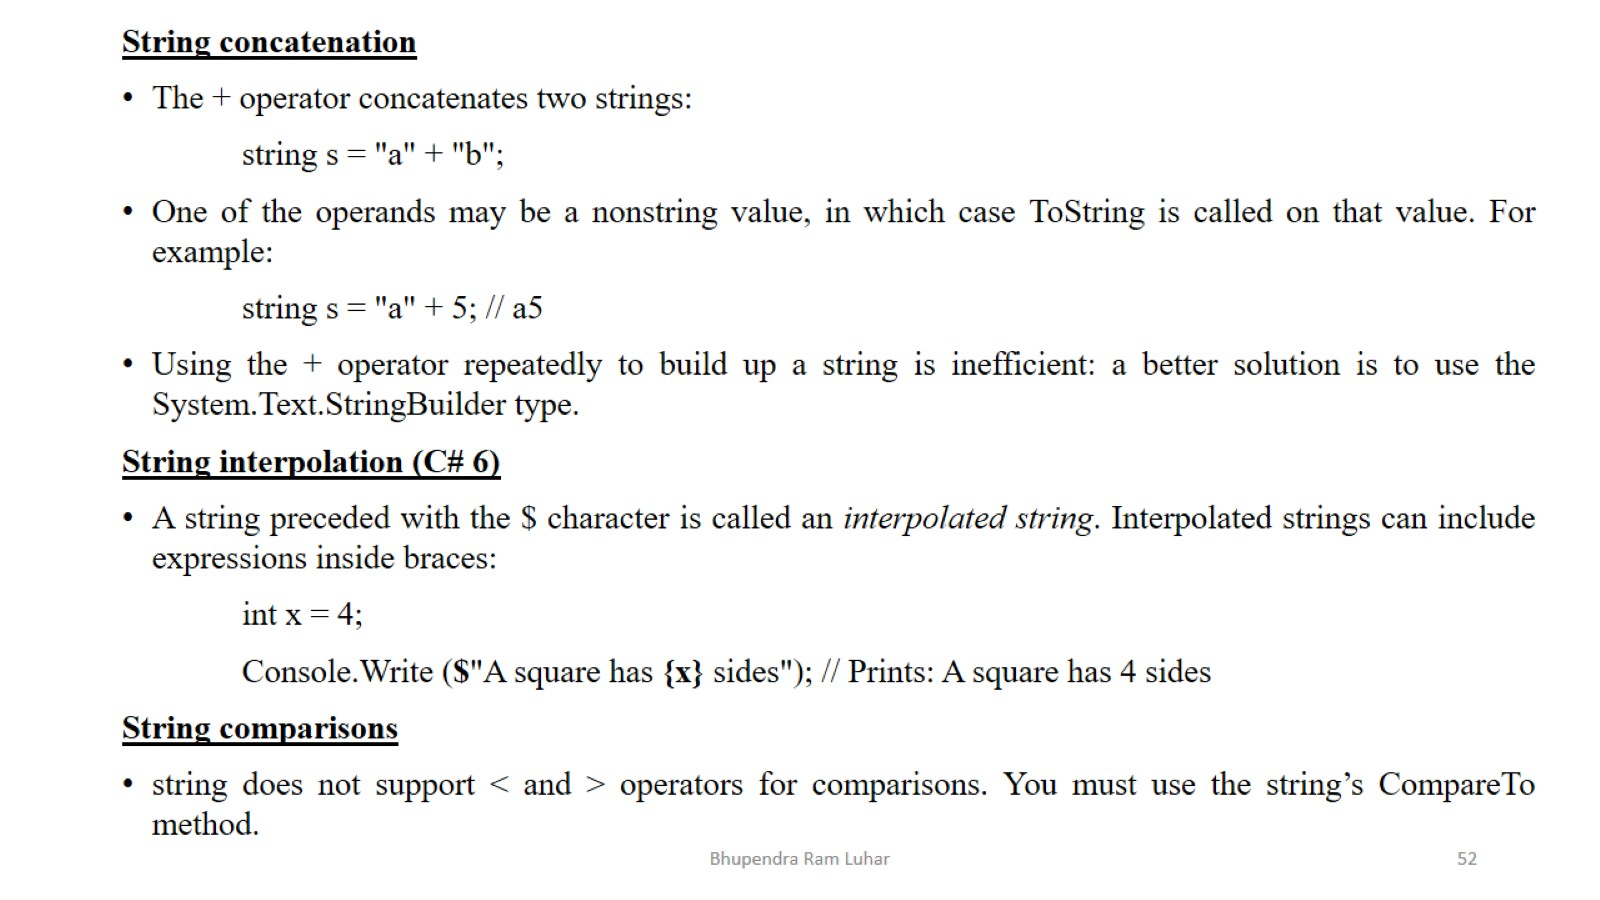 String concatenation
• The + operator concatenates two strings:
string s = "a" + "b";
• One of the operands may be a nonstring value, in which case ToString is called on that value. For
example:
string s = "a" + 5; // a5
• Using the + operator repeatedly to build up a string is inefficient: a better solution is to use the
System.Text.StringBuilder type.
String interpolation (C# 6)
• A string preceded with the $ character is called an interpolated string. Interpolated strings can include
expressions inside braces:
int x = 4;
Console.Write ($"A square has {x} sides"); // Prints: A square has 4 sides
String comparisons
• string does not support < and > operators for comparisons. You must use the string’s CompareTo
method.
Bhupendra Ram Luhar
52